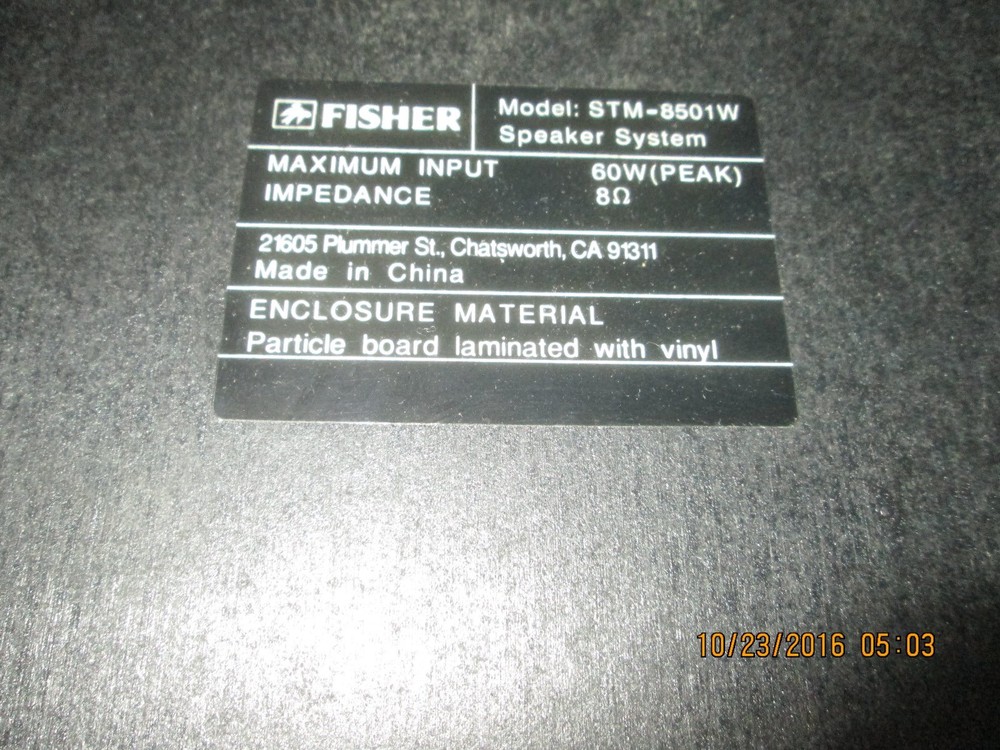 FISHER
Model: STM-8501W
Speaker System
MAXIMUM INPUT 60W(PEAK)
IMPEDANCE 8Ω
21605 Plummer St., Chatsworth, CA 91311
Made in China
ENCLOSURE MATERIAL
Particle board laminated with vinyl
10/23/2016 05:03